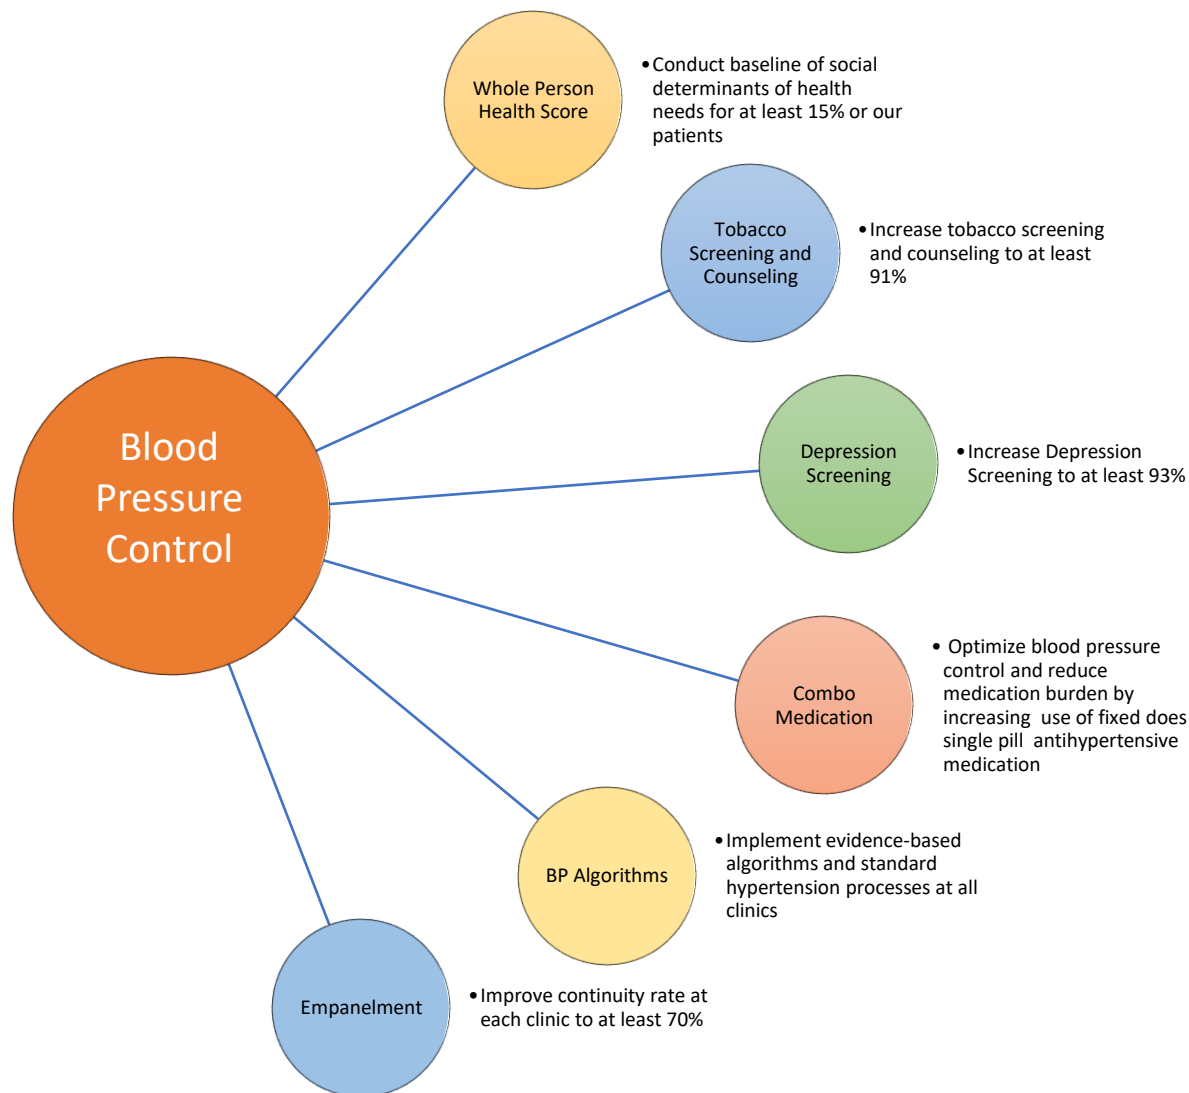 Whole Person
Health Score
•Conduct baseline of social
determinants of health
needs for at least 15% or our
patients
Tobacco
Screening and
Counseling
•Increase tobacco screening
and counseling to at least
91%
Blood
Pressure
Control
Depression
Screening
•Increase Depression
Screening to at least 93%
Combo
Medication
• Optimize blood pressure
control and reduce
medication burden by
increasing use of fixed does
single pill antihypertensive
medication
BP Algorithms
•Implement evidence-based
algorithms and standard
hypertension processes at all
clinics
Empanelment
•Improve continuity rate at
each clinic to at least 70%